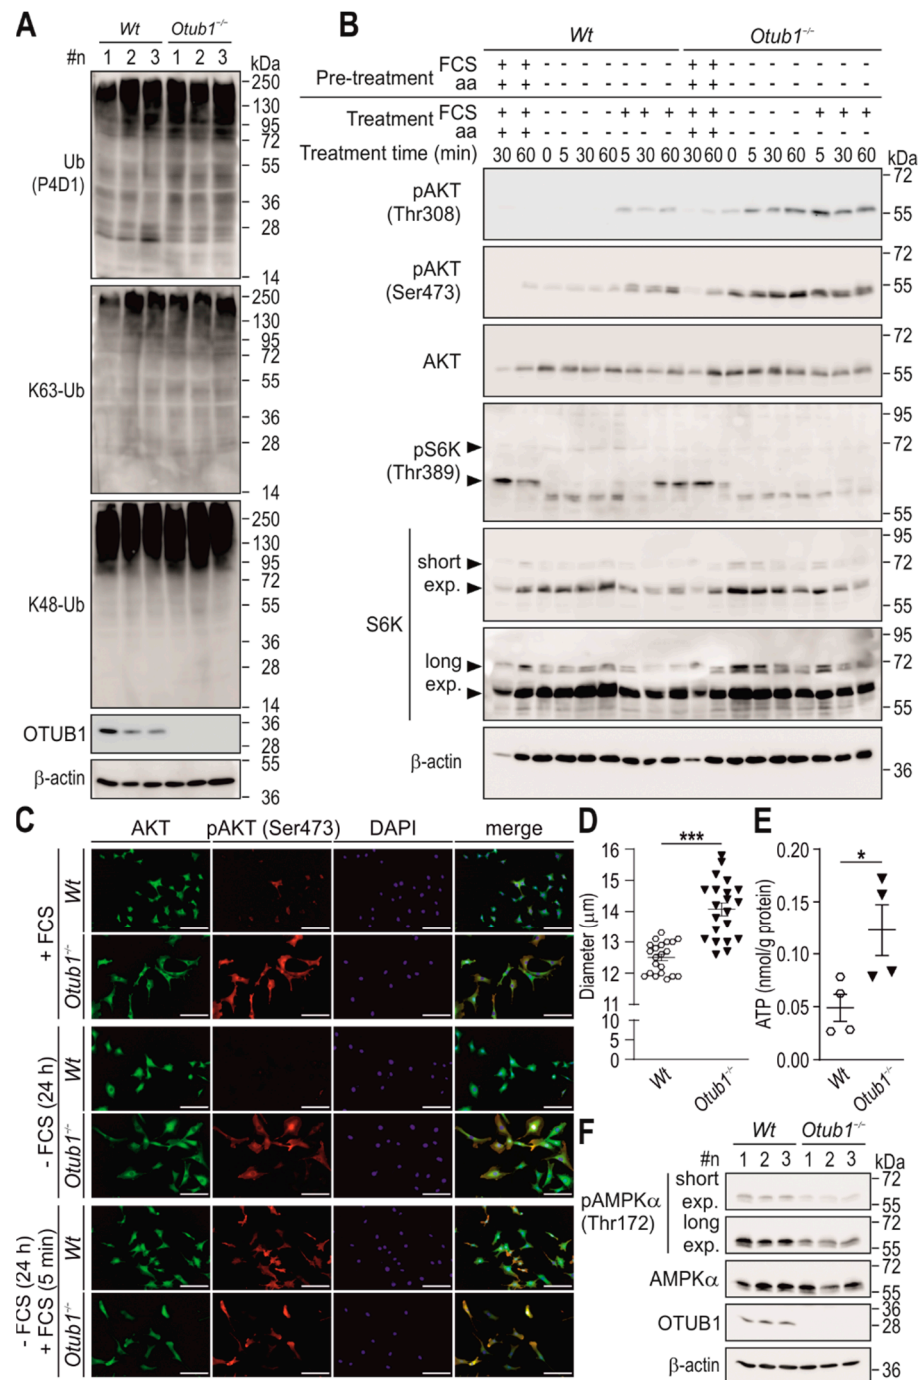 A
Wt Otub1⁻/⁻
#n 1 2 3 1 2 3 kDa
Ub
(P4D1)
250
130
95
72
55
36
28
14
K63-Ub
250
130
95
72
55
36
28
14
K48-Ub
250
130
95
72
55
36
28
14
OTUB1
36
28
β-actin
55
36
B
Wt Otub1⁻/⁻
Pre-treatment FCS + + - - - - - - - + + - - - - - - -
aa + + - - - - - - - + + - - - - - - -
Treatment FCS + + - - - - + + + + + - - - - + + +
aa + + - - - - - - - + + - - - - - - -
Treatment time (min) 30 60 0 5 30 60 5 30 60 30 60 0 5 30 60 5 30 60 kDa
pAKT
(Thr308)
72
55
pAKT
(Ser473)
72
55
AKT
72
55
pS6K
(Thr389)
95
72
55
S6K
short
exp.
95
72
55
long
exp.
95
72
55
β-actin
36
C
AKT pAKT (Ser473) DAPI merge
+ FCS
Wt
Otub1⁻/⁻
- FCS (24 h)
Wt
Otub1⁻/⁻
- FCS (24 h)
+ FCS (5 min)
Wt
Otub1⁻/⁻
D
***
Diameter (μm)
16
15
14
13
12
11
10
5
0
Wt Otub1⁻/⁻
E
*
ATP (nmol/g protein)
0.20
0.15
0.10
0.05
0.00
Wt Otub1⁻/⁻
F
Wt Otub1⁻/⁻
#n 1 2 3 1 2 3 kDa
pAMPKα
(Thr172)
short
exp.
72
55
long
exp.
72
55
AMPKα
72
55
OTUB1
36
28
β-actin
36